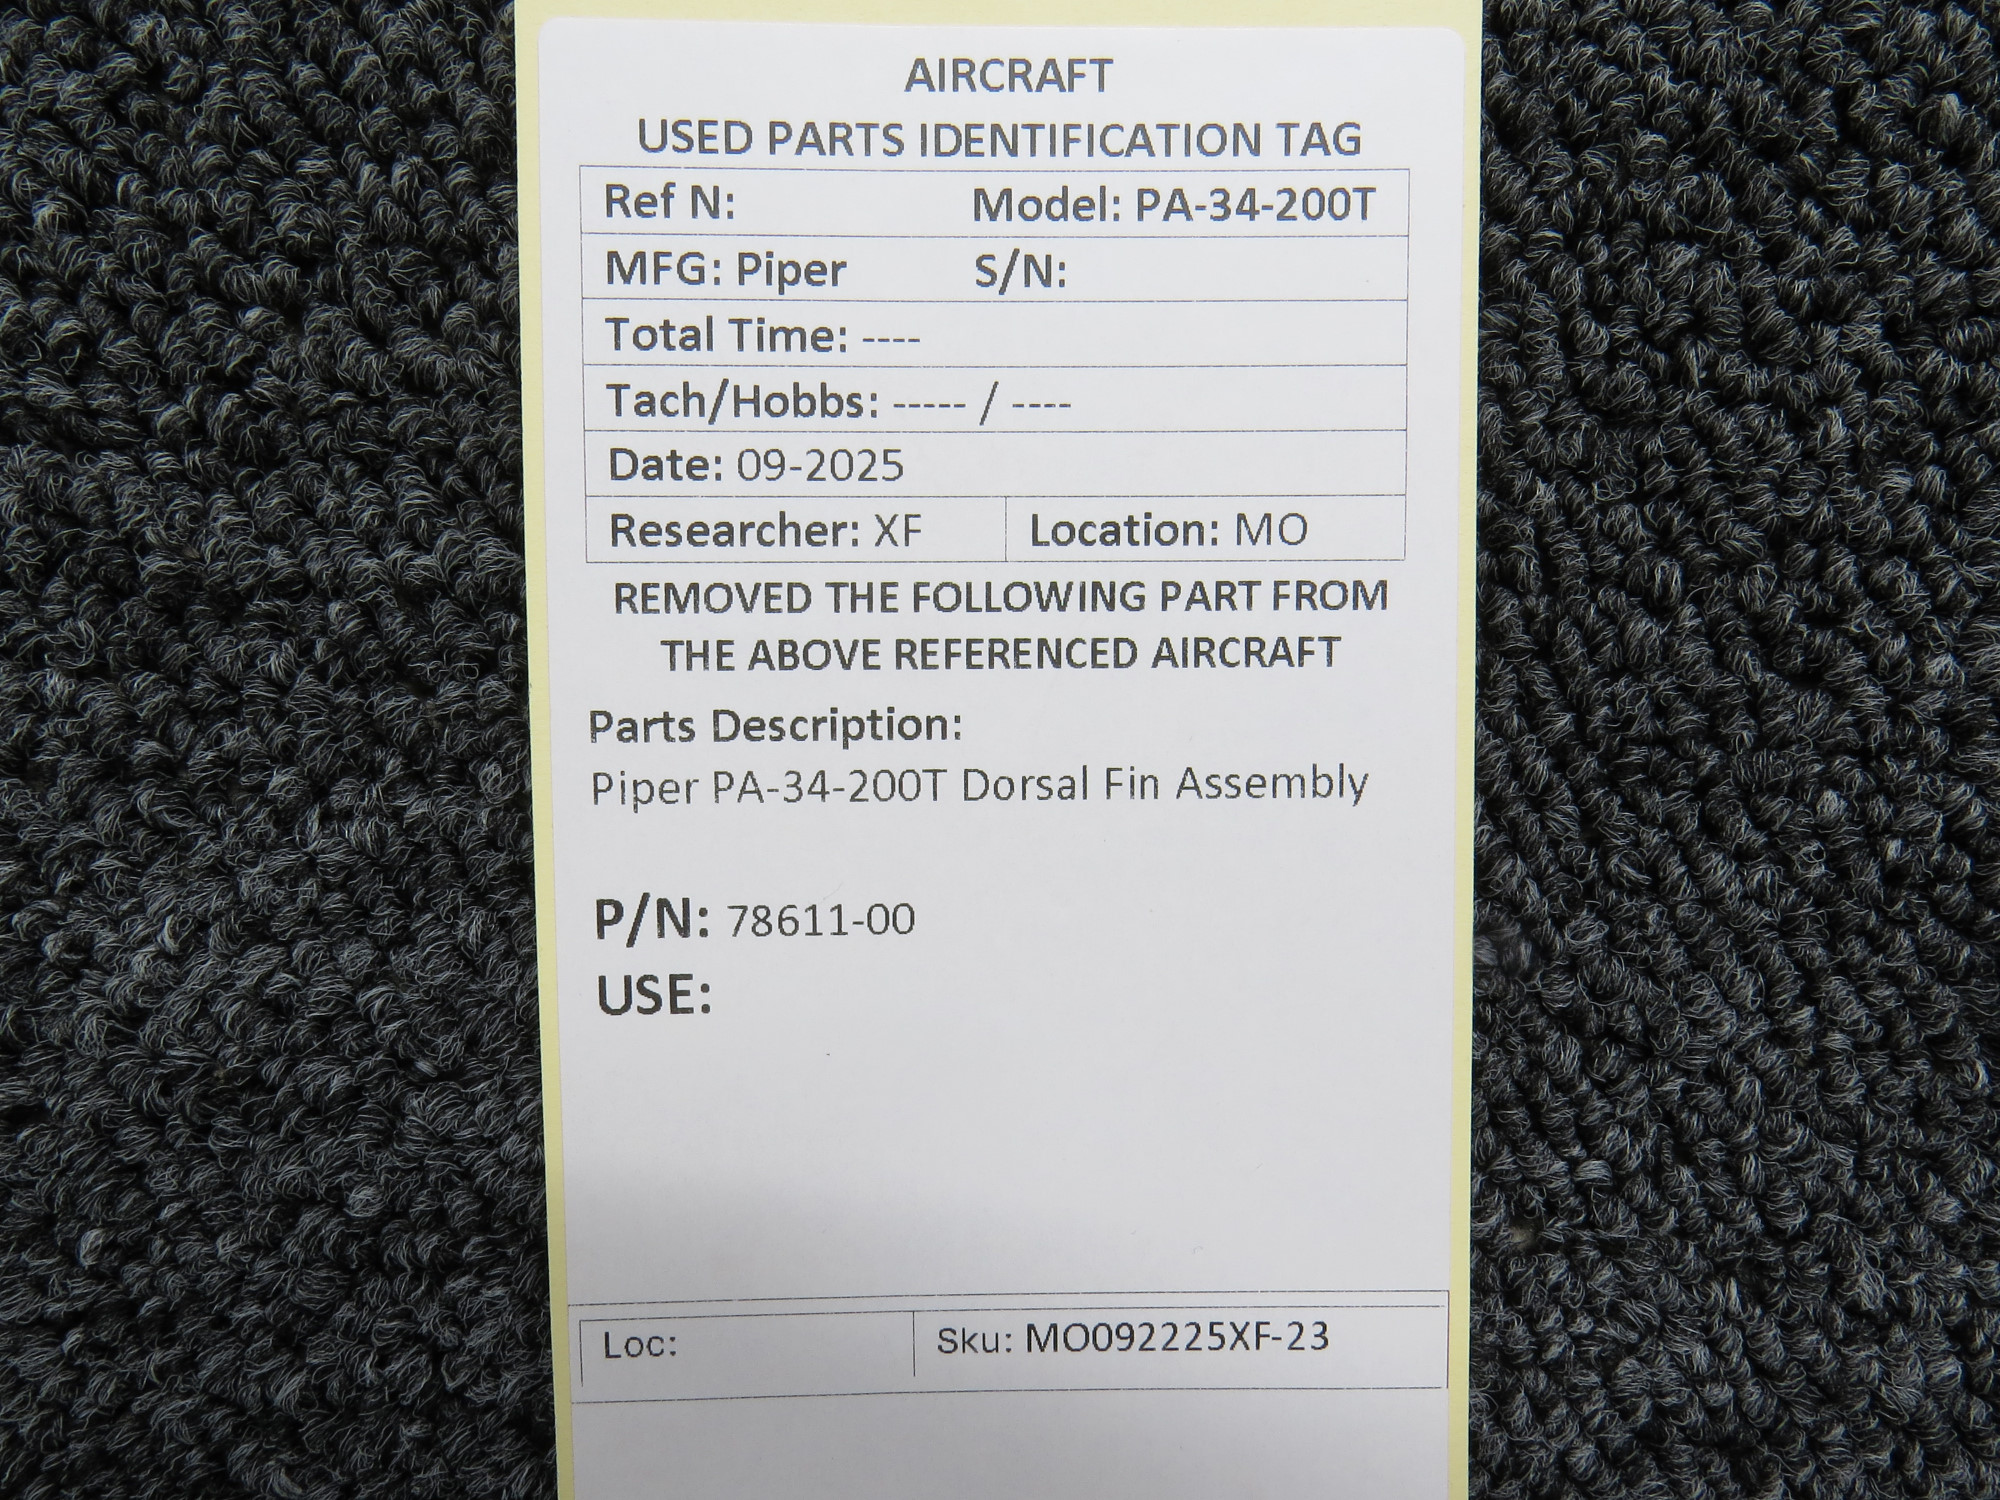 AIRCRAFT
USED PARTS IDENTIFICATION TAG
Ref N: Model: PA-34-200T
MFG: Piper S/N:
Total Time: ----
Tach/Hobbs: ----- / ----
Date: 09-2025
Researcher: XF Location: MO
REMOVED THE FOLLOWING PART FROM
THE ABOVE REFERENCED AIRCRAFT
Parts Description:
Piper PA-34-200T Dorsal Fin Assembly
P/N: 78611-00
USE:
Loc: Sku: MO092225XF-23